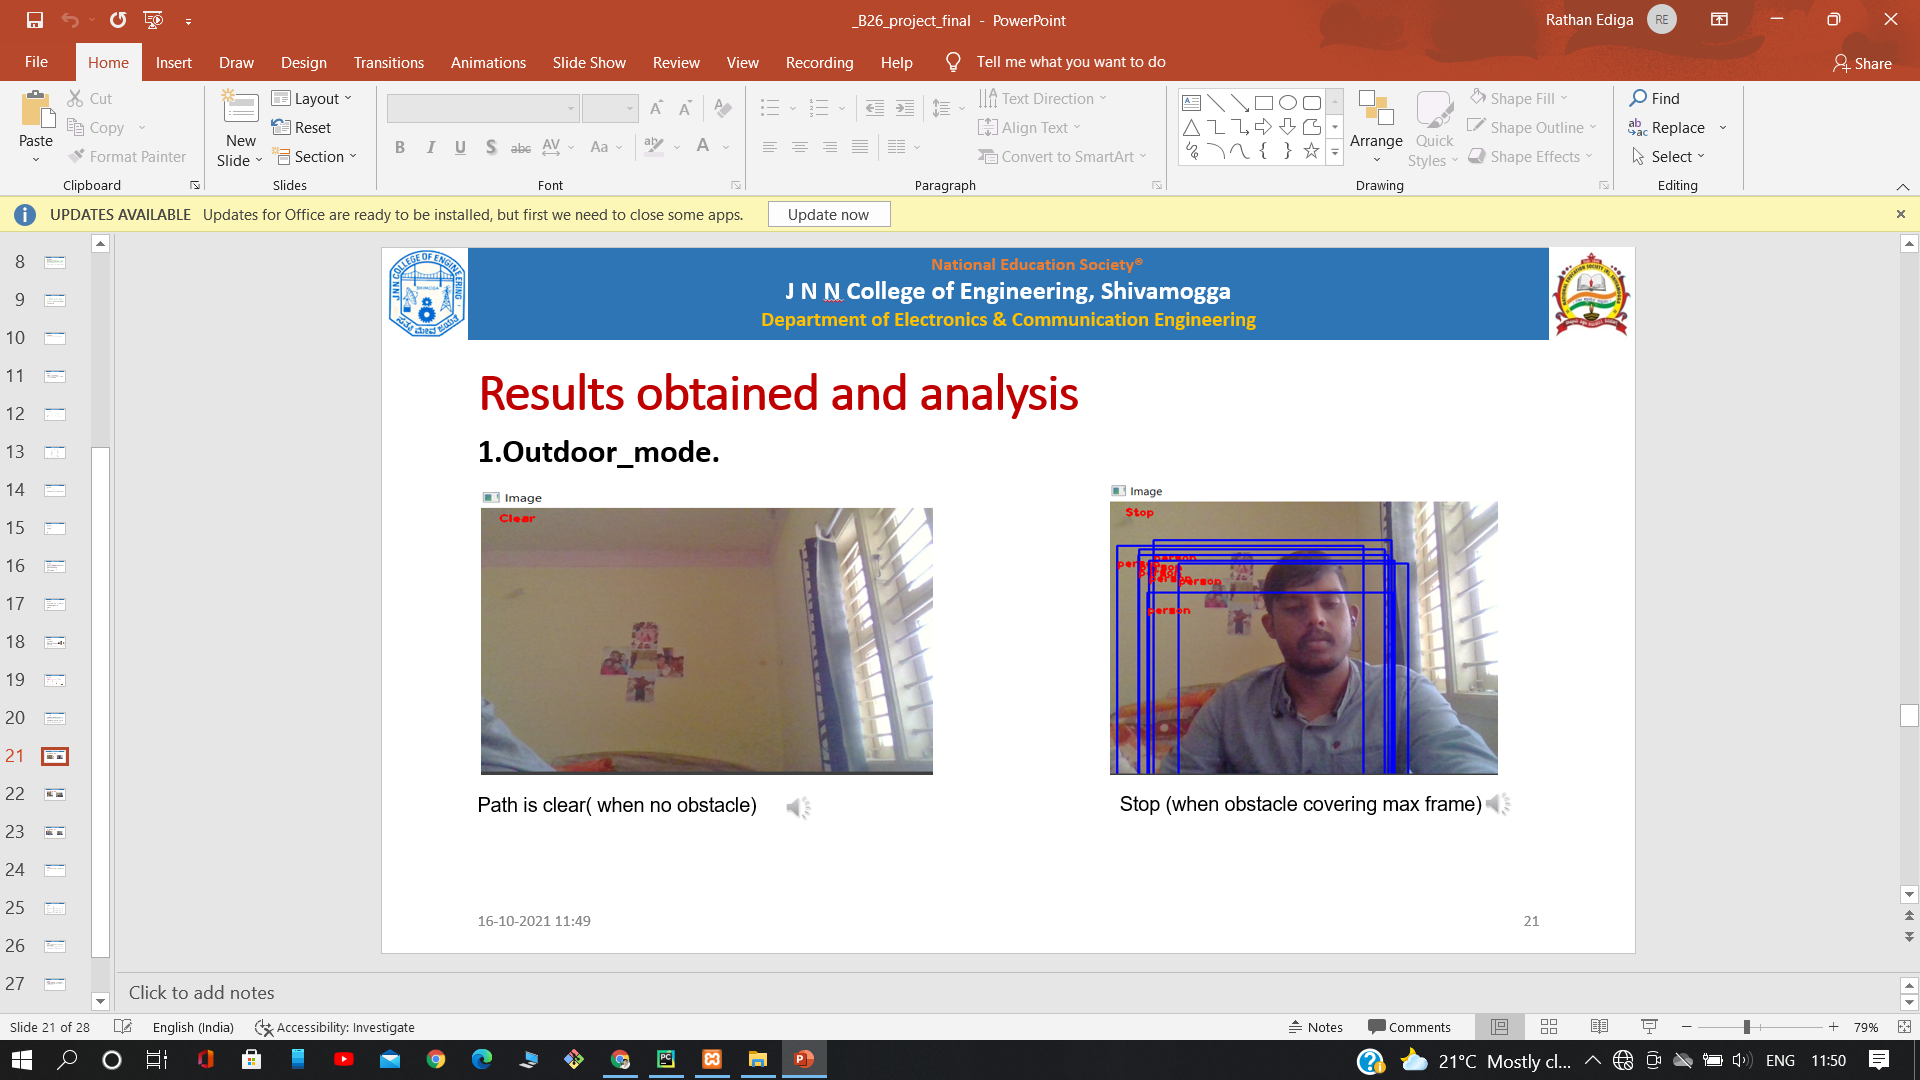 _B26_project_final - PowerPoint
Rathan Ediga
RE
File Home Insert Draw Design Transitions Animations Slide Show Review View Recording Help Tell me what you want to do
Share
Paste
Cut
Copy
Format Painter
Clipboard
New
Slide
Layout
Reset
Section
Slides
B I U S abc AV Aa A
Font
Text Direction
Align Text
Convert to SmartArt
Paragraph
Arrange
Quick
Styles
Shape Fill
Shape Outline
Shape Effects
Drawing
Find
Replace
Select
Editing
UPDATES AVAILABLE Updates for Office are ready to be installed, but first we need to close some apps. Update now
8
9
10
11
12
13
14
15
16
17
18
19
20
21
22
23
24
25
26
27
National Education Society®
J N N College of Engineering, Shivamogga
Department of Electronics & Communication Engineering
Results obtained and analysis
1.Outdoor_mode.
Image
Clear
Image
Stop
person
person
person
person
person
person
person
Path is clear( when no obstacle)
Stop (when obstacle covering max frame)
16-10-2021 11:49
21
Click to add notes
Slide 21 of 28 English (India) Accessibility: Investigate
Notes Comments 79%
21°C Mostly cl... ENG 11:50